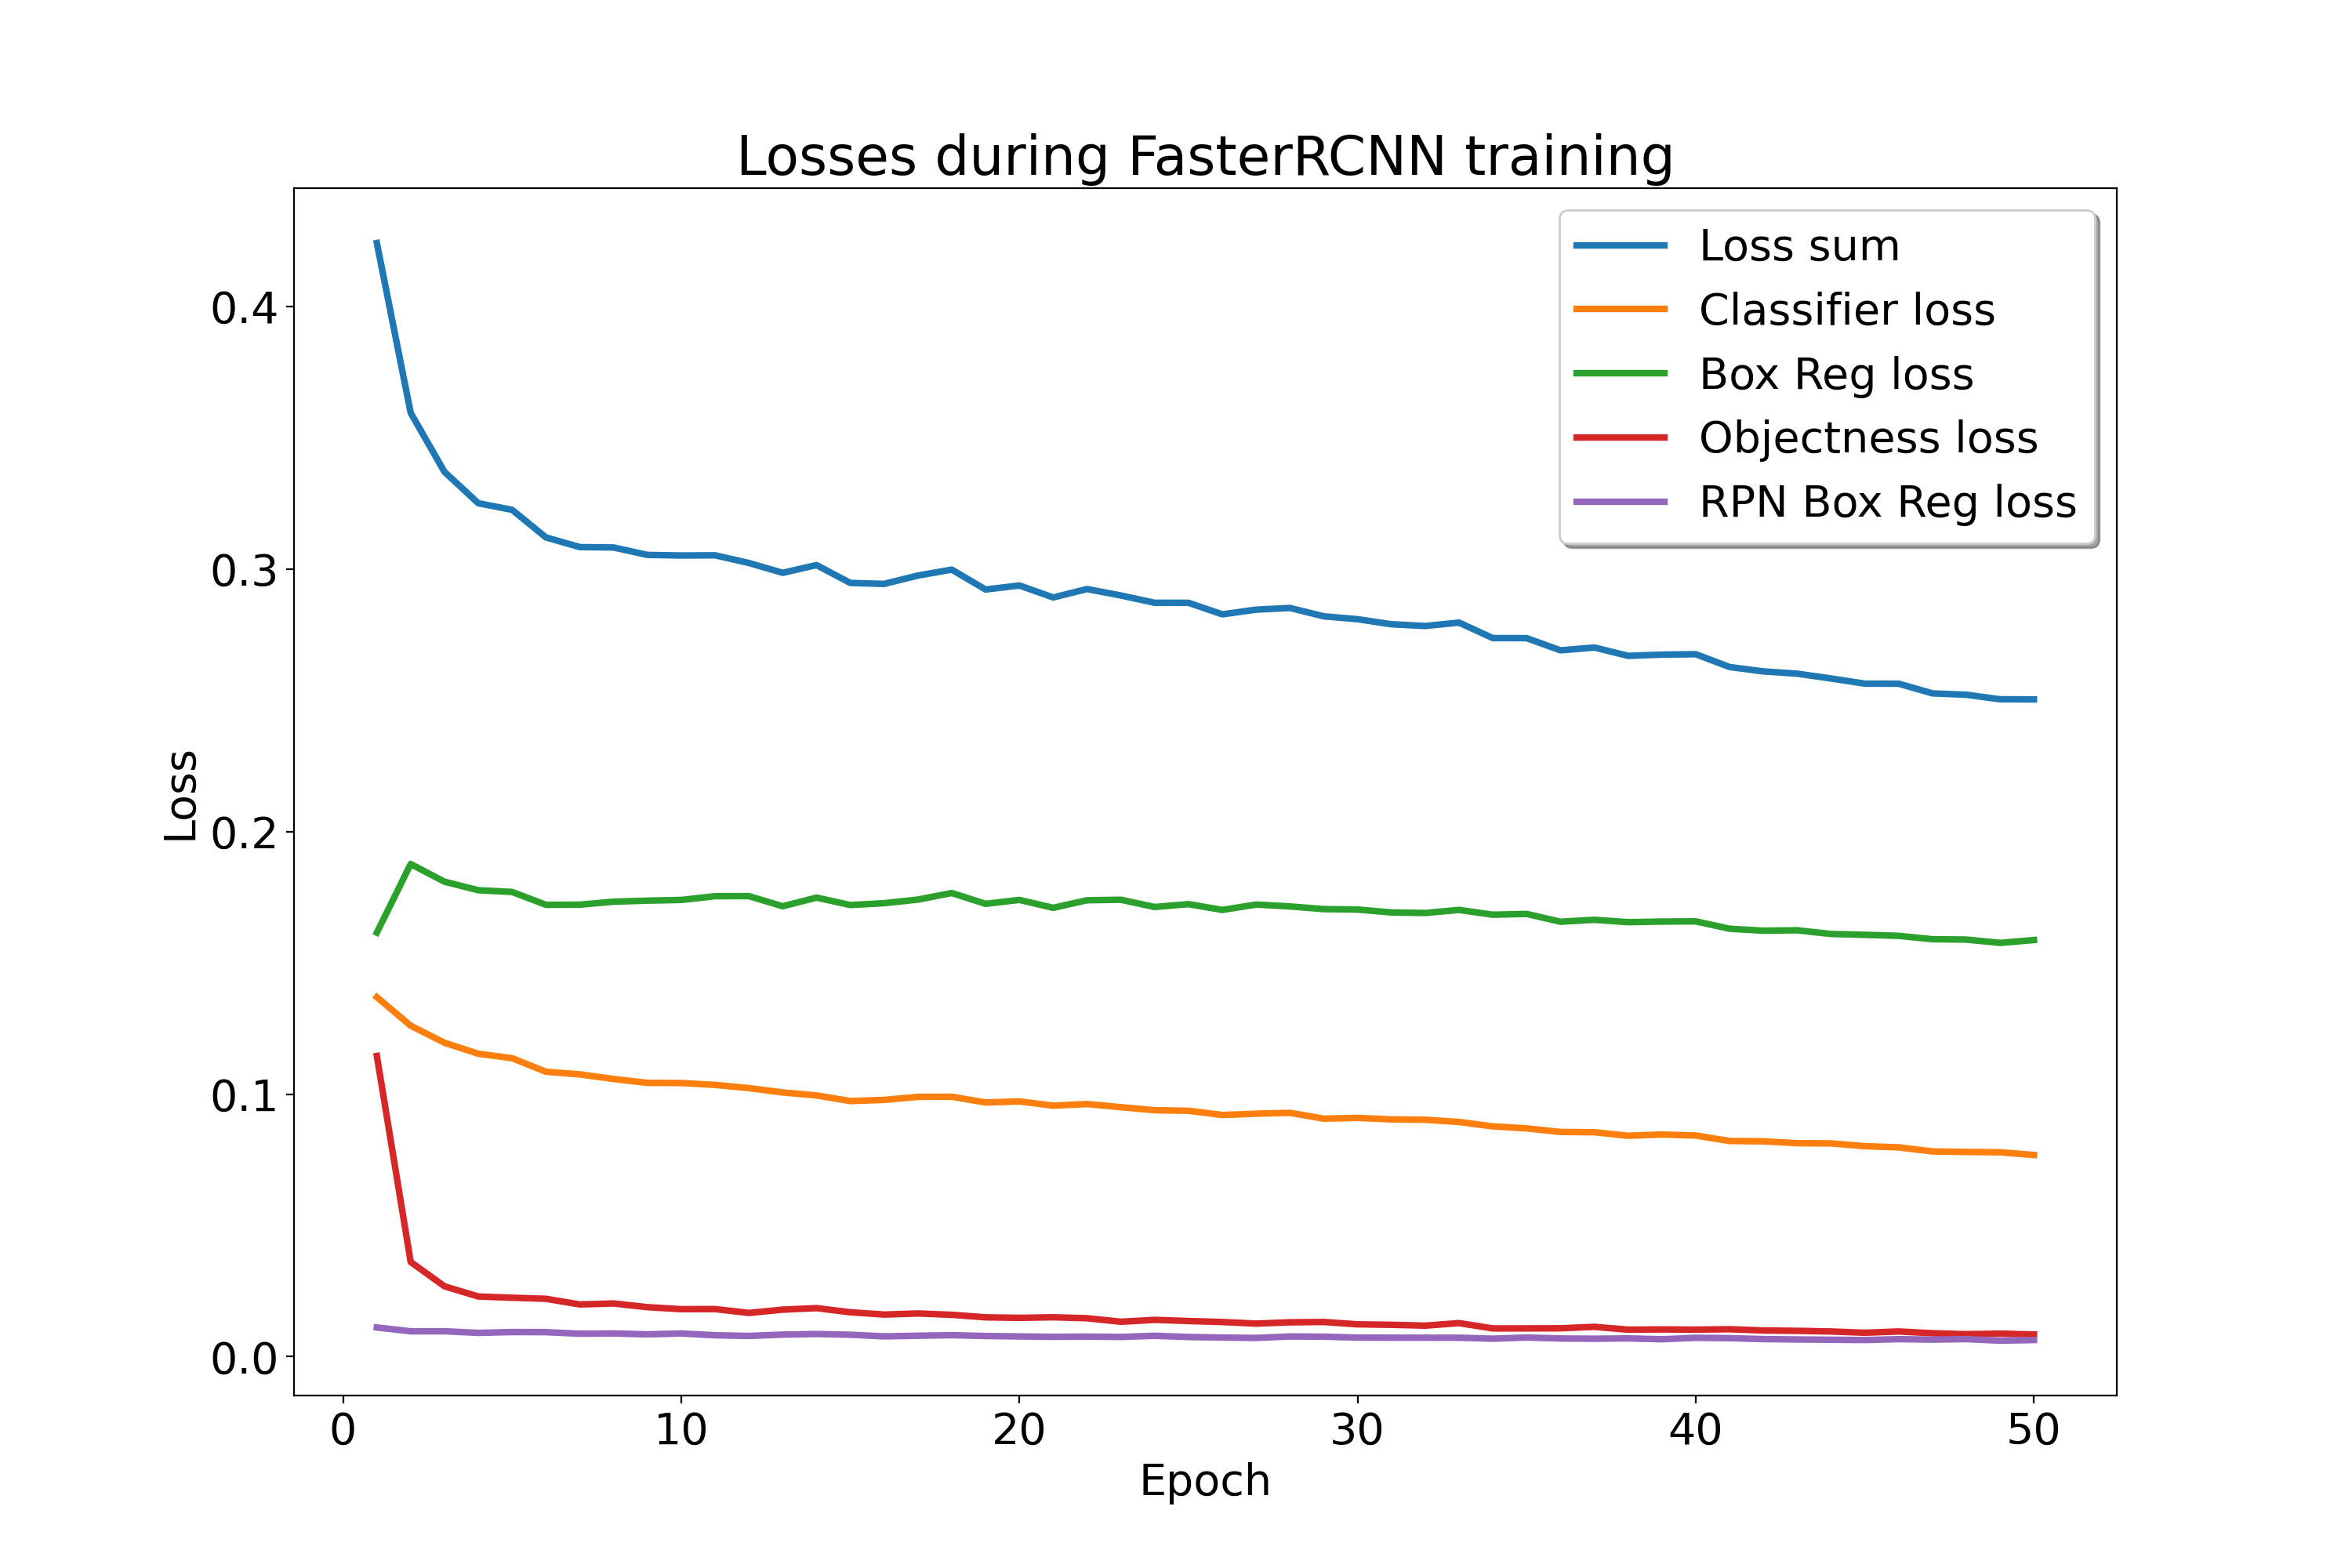 Losses during FasterRCNN training
Loss sum
Classifier loss
Box Reg loss
Objectness loss
RPN Box Reg loss
0.4
0.3
0.2
0.1
0.0
Loss
0 10 20 30 40 50
Epoch